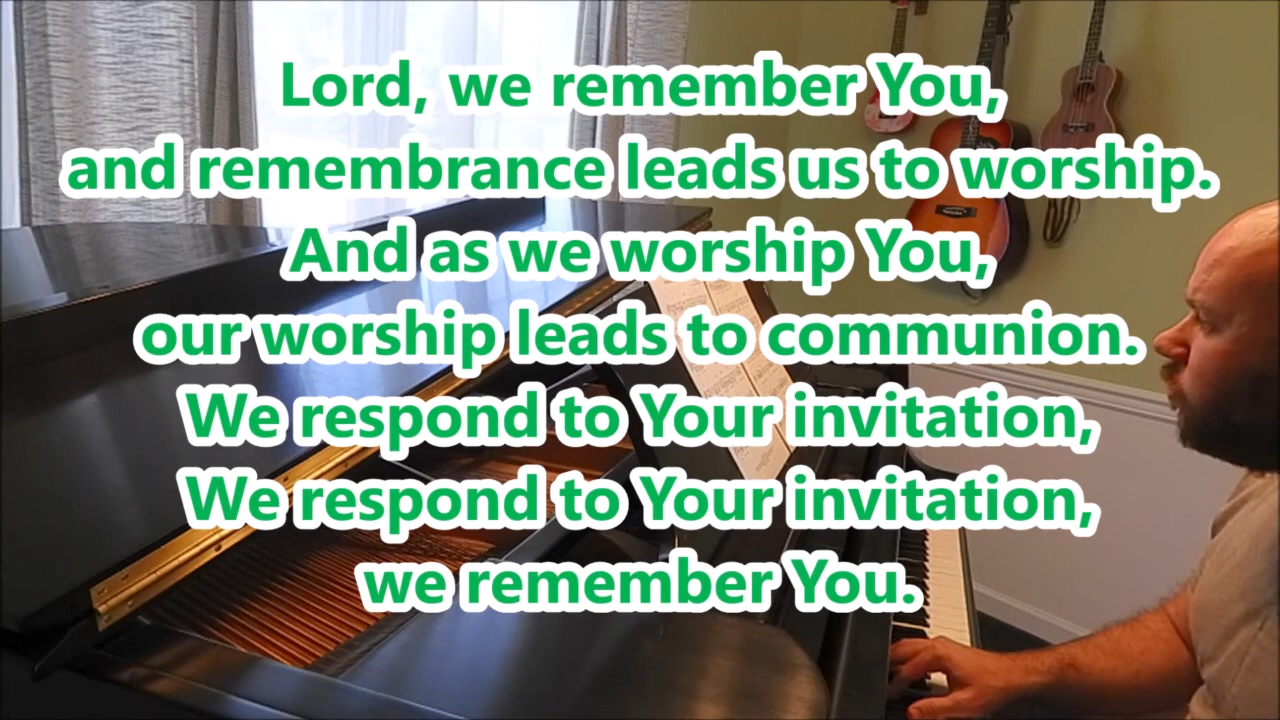 Lord, we remember You,
and remembrance leads us to worship.
And as we worship You,
our worship leads to communion.
We respond to Your invitation,
We respond to Your invitation,
we remember You.